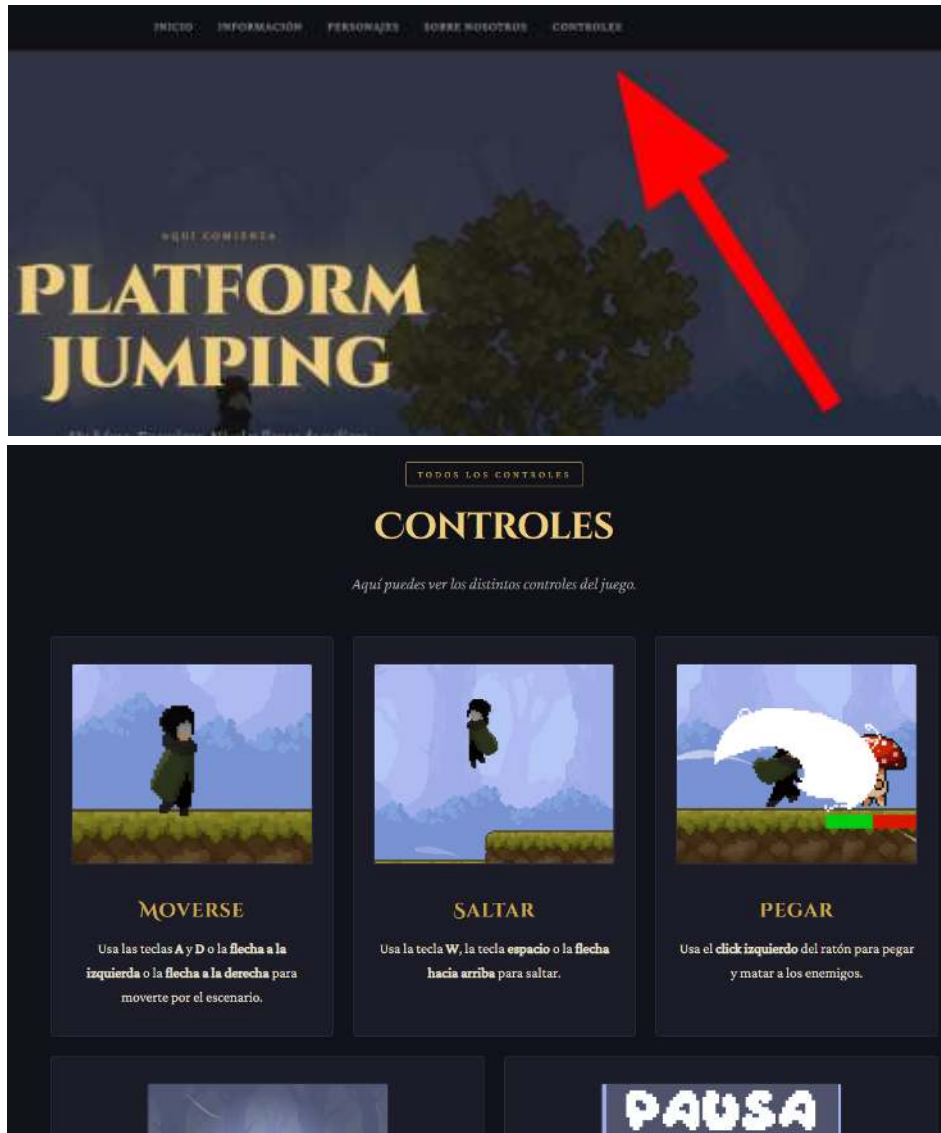 INICIO INFORMACIÓN PERSONAJES SOBRE NOSOTROS CONTROLES
AQUÍ COMIENZA
PLATFORM
JUMPING
TODOS LOS CONTROLES
CONTROLES
Aquí puedes ver los distintos controles del juego.
MOVERSE
Usa las teclas A y D o la flecha a la
izquierda o la flecha a la derecha para
moverte por el escenario.
SALTAR
Usa la tecla W, la tecla espacio o la flecha
hacia arriba para saltar.
PEGAR
Usa el click izquierdo del ratón para pegar
y matar a los enemigos.
PAUSA